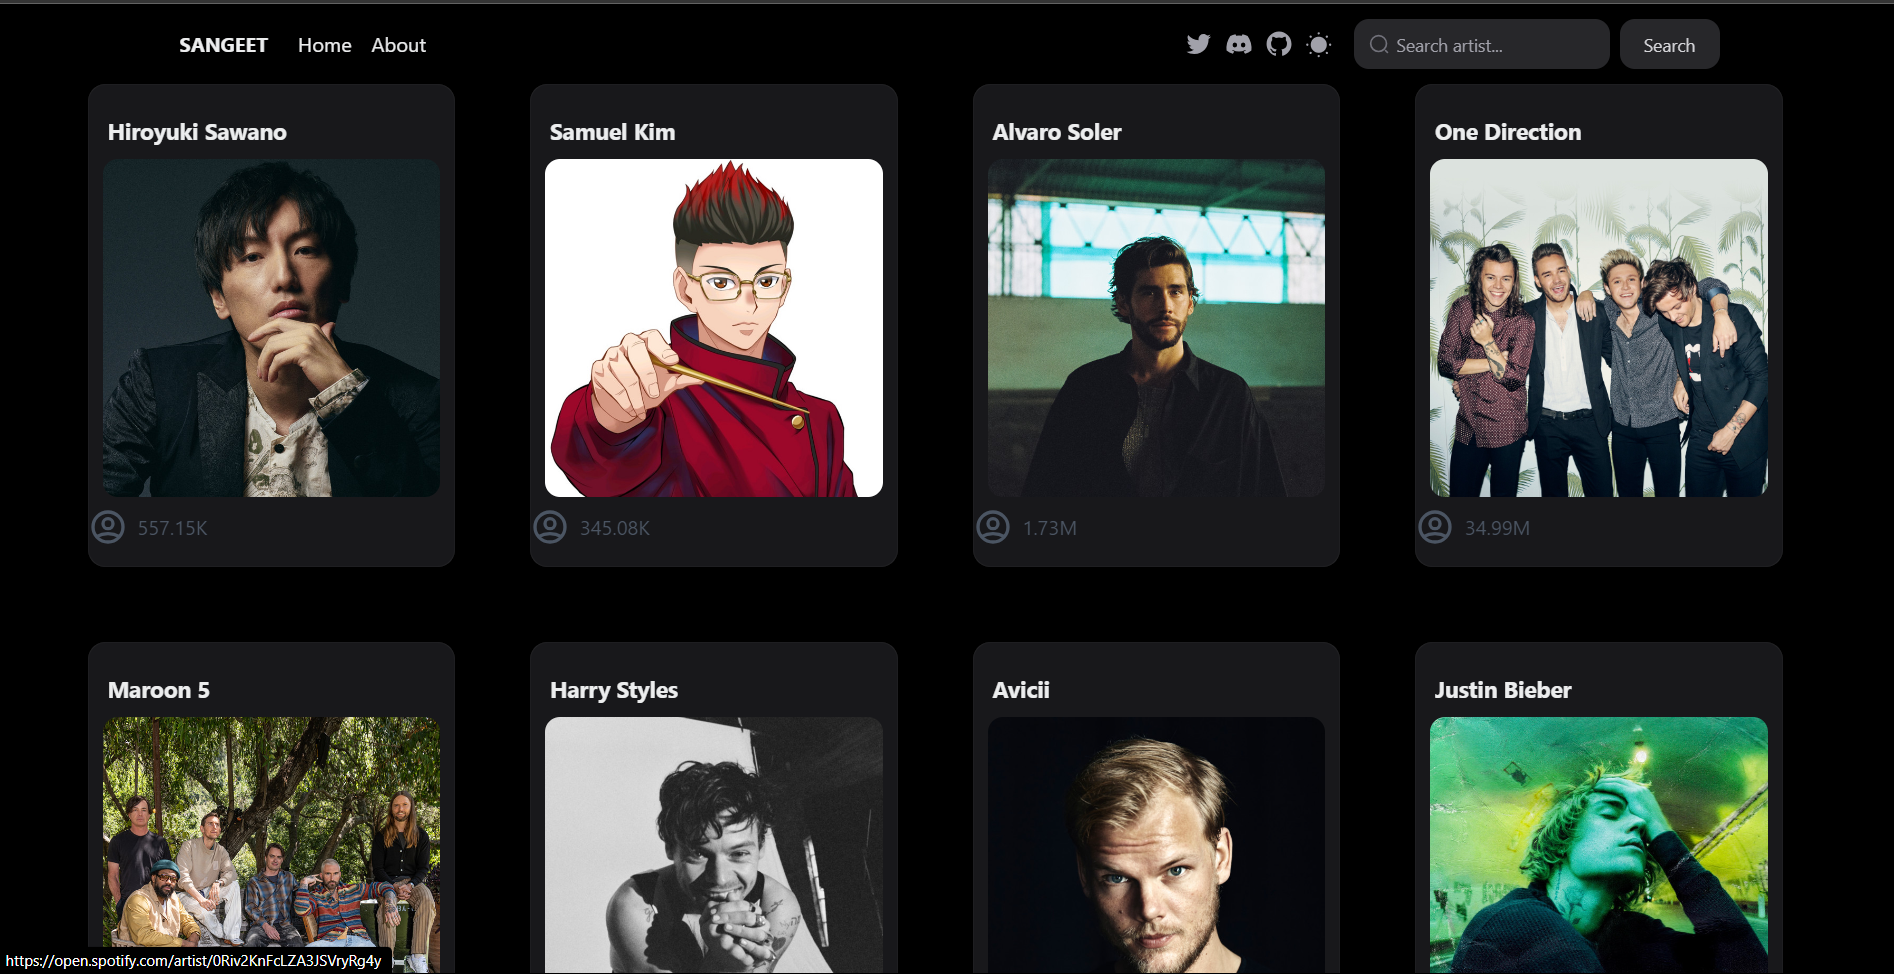 SANGEET Home About Search artist... Search
Hiroyuki Sawano Samuel Kim Alvaro Soler One Direction
557.15K 345.08K 1.73M 34.99M
Maroon 5 Harry Styles Avicii Justin Bieber
https://open.spotify.com/artist/0Riv2KnFcLZA3JSVryRg4y